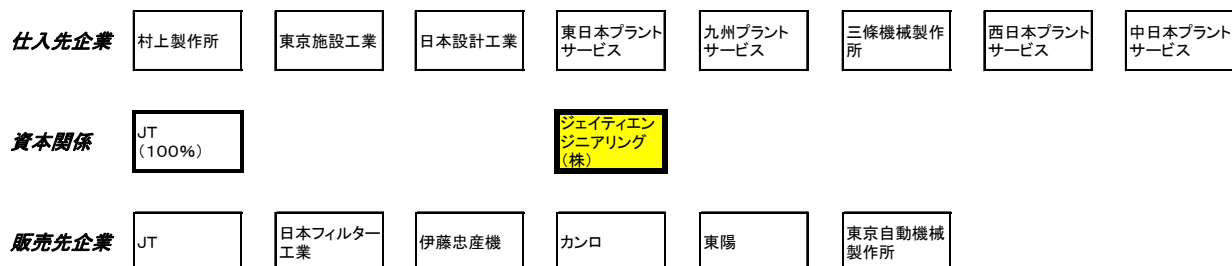 仕入先企業
村上製作所
東京施設工業
日本設計工業
東日本プラント
サービス
九州プラント
サービス
三條機械製作
所
西日本プラント
サービス
中日本プラント
サービス
資本関係
JT
(100%)
ジェイティエン
ジニアリング
(株)
販売先企業
JT
日本フィルター
工業
伊藤忠産機
カンロ
東陽
東京自動機械
製作所